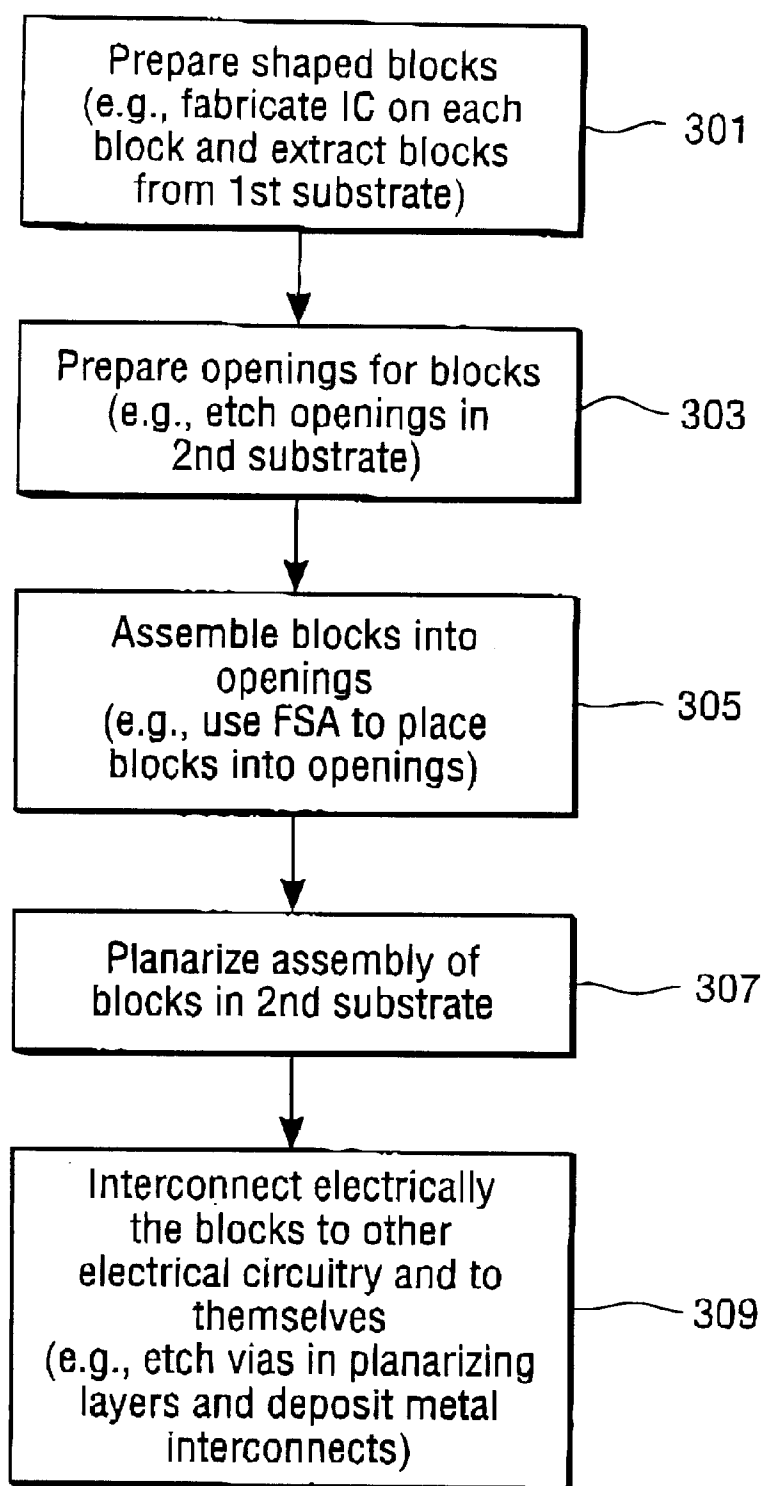 Prepare shaped blocks
(e.g., fabricate IC on each
block and extract blocks
from 1st substrate)
301
Prepare openings for blocks
(e.g., etch openings in
2nd substrate)
303
Assemble blocks into
openings
(e.g., use FSA to place
blocks into openings)
305
Planarize assembly of
blocks in 2nd substrate
307
Interconnect electrically
the blocks to other
electrical circuitry and to
themselves
(e.g., etch vias in planarizing
layers and deposit metal
interconnects)
309